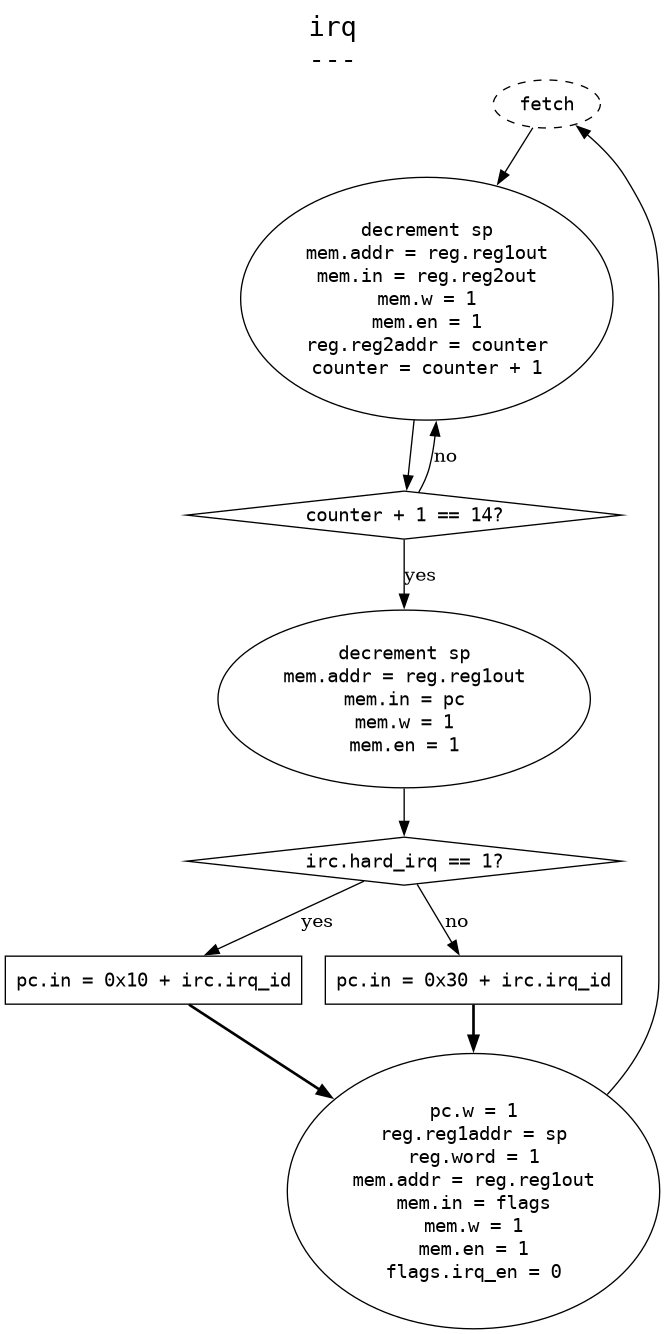 irq
---
fetch
decrement sp
mem.addr = reg.reg1out
mem.in = reg.reg2out
mem.w = 1
mem.en = 1
reg.reg2addr = counter
counter = counter + 1
no
counter + 1 == 14?
yes
decrement sp
mem.addr = reg.reg1out
mem.in = pc
mem.w = 1
mem.en = 1
irc.hard_irq == 1?
yes
no
pc.in = 0x10 + irc.irq_id
pc.in = 0x30 + irc.irq_id
pc.w = 1
reg.reg1addr = sp
reg.word = 1
mem.addr = reg.reg1out
mem.in = flags
mem.w = 1
mem.en = 1
flags.irq_en = 0